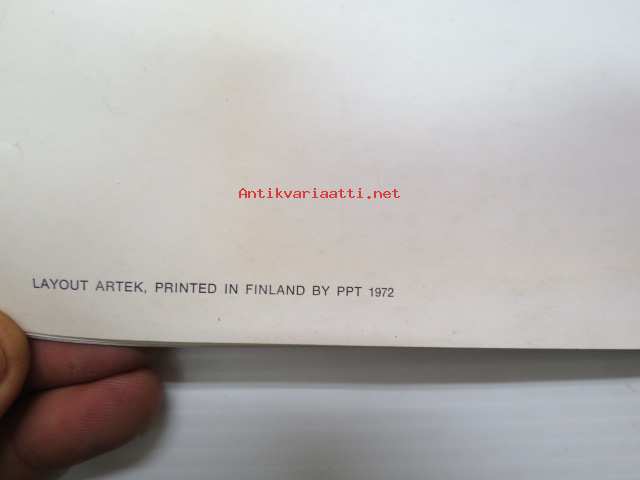 Antikvariaatti.net
LAYOUT ARTEK, PRINTED IN FINLAND BY PPT 1972